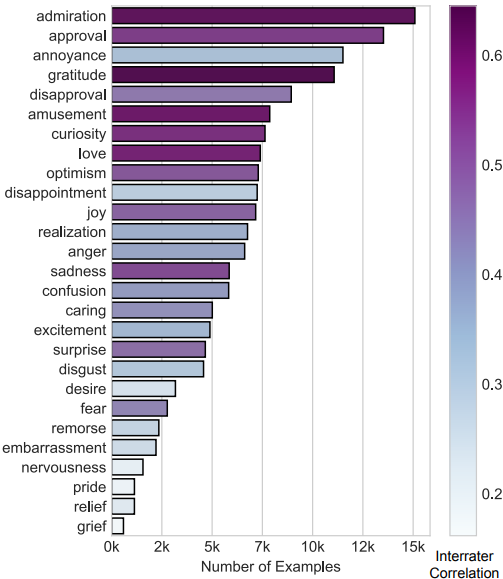 admiration
approval
annoyance
gratitude
disapproval
amusement
curiosity
love
optimism
disappointment
joy
realization
anger
sadness
confusion
caring
excitement
surprise
disgust
desire
fear
remorse
embarrassment
nervousness
pride
relief
grief
0k 2k 5k 7k 10k 12k 15k
Number of Examples
0.6
0.5
0.4
0.3
0.2
Interrater
Correlation